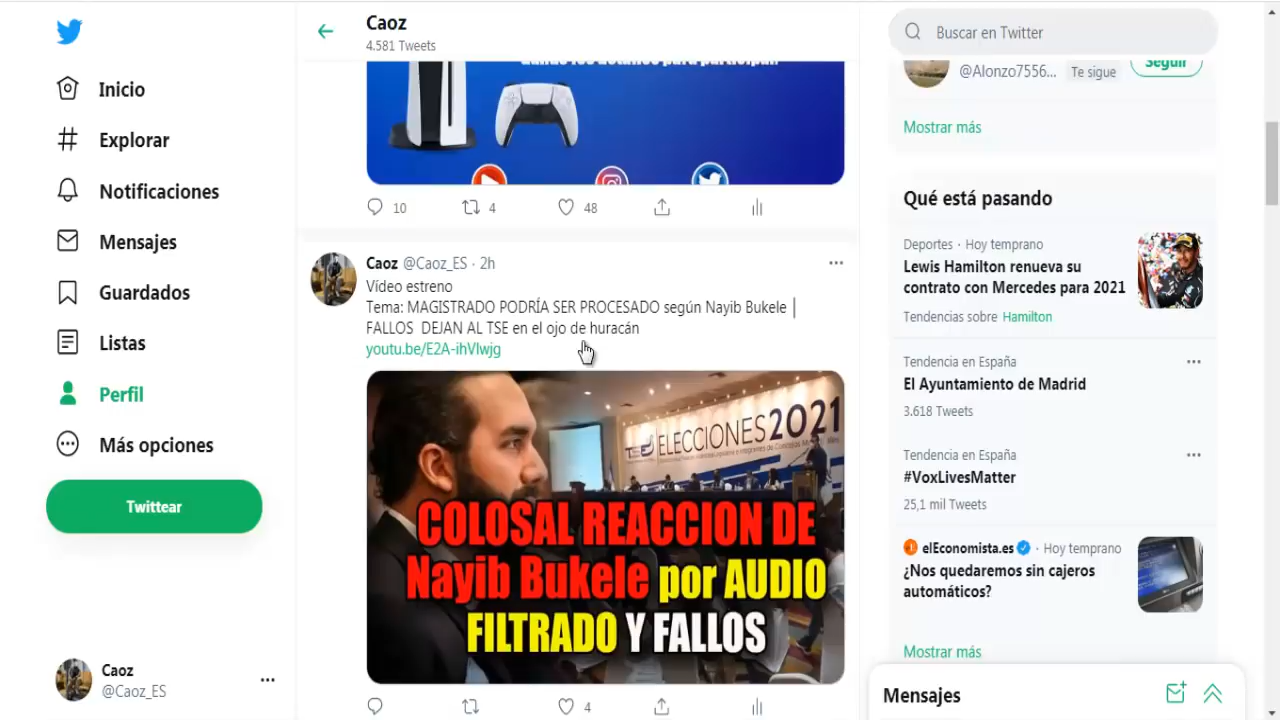 Caoz
4.581 Tweets
Buscar en Twitter
Inicio
Explorar
Notificaciones
Mensajes
Guardados
Listas
Perfil
Más opciones
Twittear
Caoz
@Caoz_ES
10
4
48
Caoz @Caoz_ES · 2h
Vídeo estreno
Tema: MAGISTRADO PODRÍA SER PROCESADO según Nayib Bukele |
FALLOS DEJAN AL TSE en el ojo de huracán
youtu.be/E2A-ihVlwjg
ELECCIONES 2021
COLOSAL REACCION DE
Nayib Bukele por AUDIO
FILTRADO Y FALLOS
4
@Alonzo7556...
Te sigue
Seguir
Mostrar más
Qué está pasando
Deportes · Hoy temprano
Lewis Hamilton renueva su
contrato con Mercedes para 2021
Tendencias sobre Hamilton
Tendencia en España
El Ayuntamiento de Madrid
3.618 Tweets
Tendencia en España
#VoxLivesMatter
25,1 mil Tweets
elEconomista.es · Hoy temprano
¿Nos quedaremos sin cajeros
automáticos?
Mostrar más
Mensajes